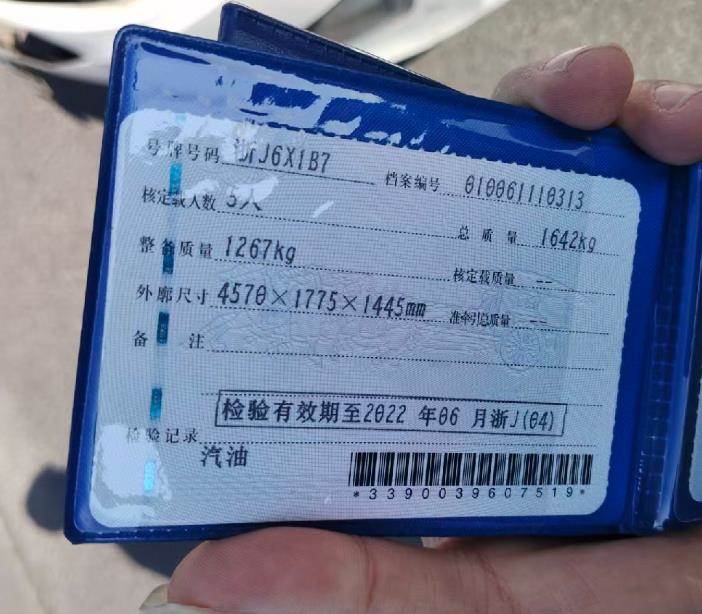 号牌号码 浙J6X1B7 档案编号 010061110313
核定载人数 5人 总质量 1642kg
整备质量 1267kg 核定载质量 --
外廓尺寸 4570×1775×1445mm 准牵引总质量 --
备注
检验有效期至2022年06月浙J(04)
检验记录
汽油
*3390039607519*